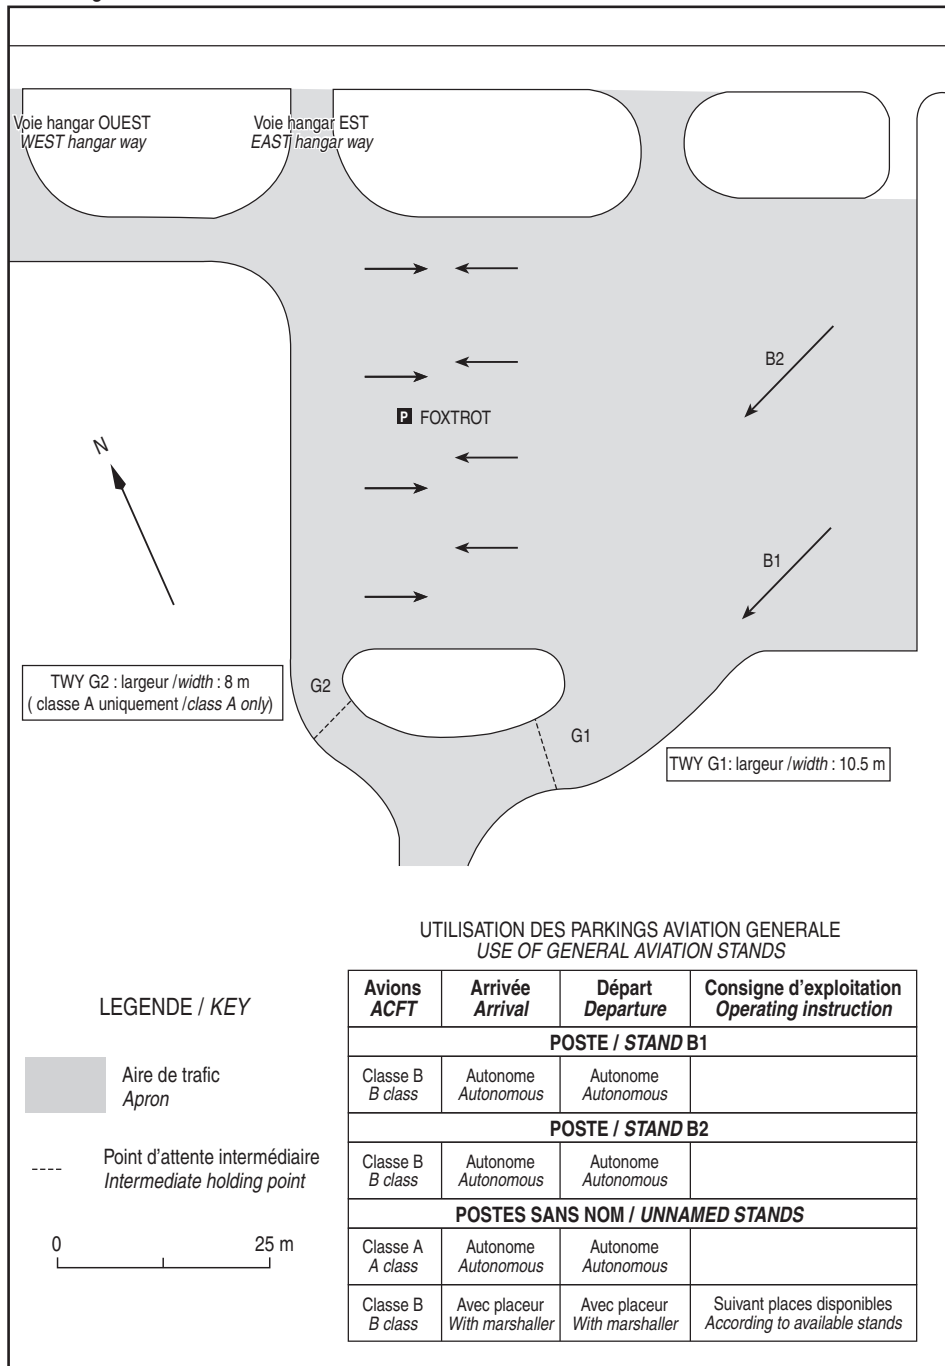 Voie hangar OUEST
WEST hangar way
Voie hangar EST
EAST hangar way
B2
P FOXTROT
N
B1
TWY G2 : largeur /width : 8 m
( classe A uniquement /class A only)
G2
G1
TWY G1: largeur /width : 10.5 m
UTILISATION DES PARKINGS AVIATION GENERALE
USE OF GENERAL AVIATION STANDS
LEGENDE / KEY
Aire de trafic
Apron
Point d'attente intermédiaire
Intermediate holding point
0 25 m
Avions Arrivée Départ Consigne d'exploitation
ACFT Arrival Departure Operating instruction
POSTE / STAND B1
Classe B Autonome Autonome
B class Autonomous Autonomous
POSTE / STAND B2
Classe B Autonome Autonome
B class Autonomous Autonomous
POSTES SANS NOM / UNNAMED STANDS
Classe A Autonome Autonome
A class Autonomous Autonomous
Classe B Avec placeur Avec placeur Suivant places disponibles
B class With marshaller With marshaller According to available stands